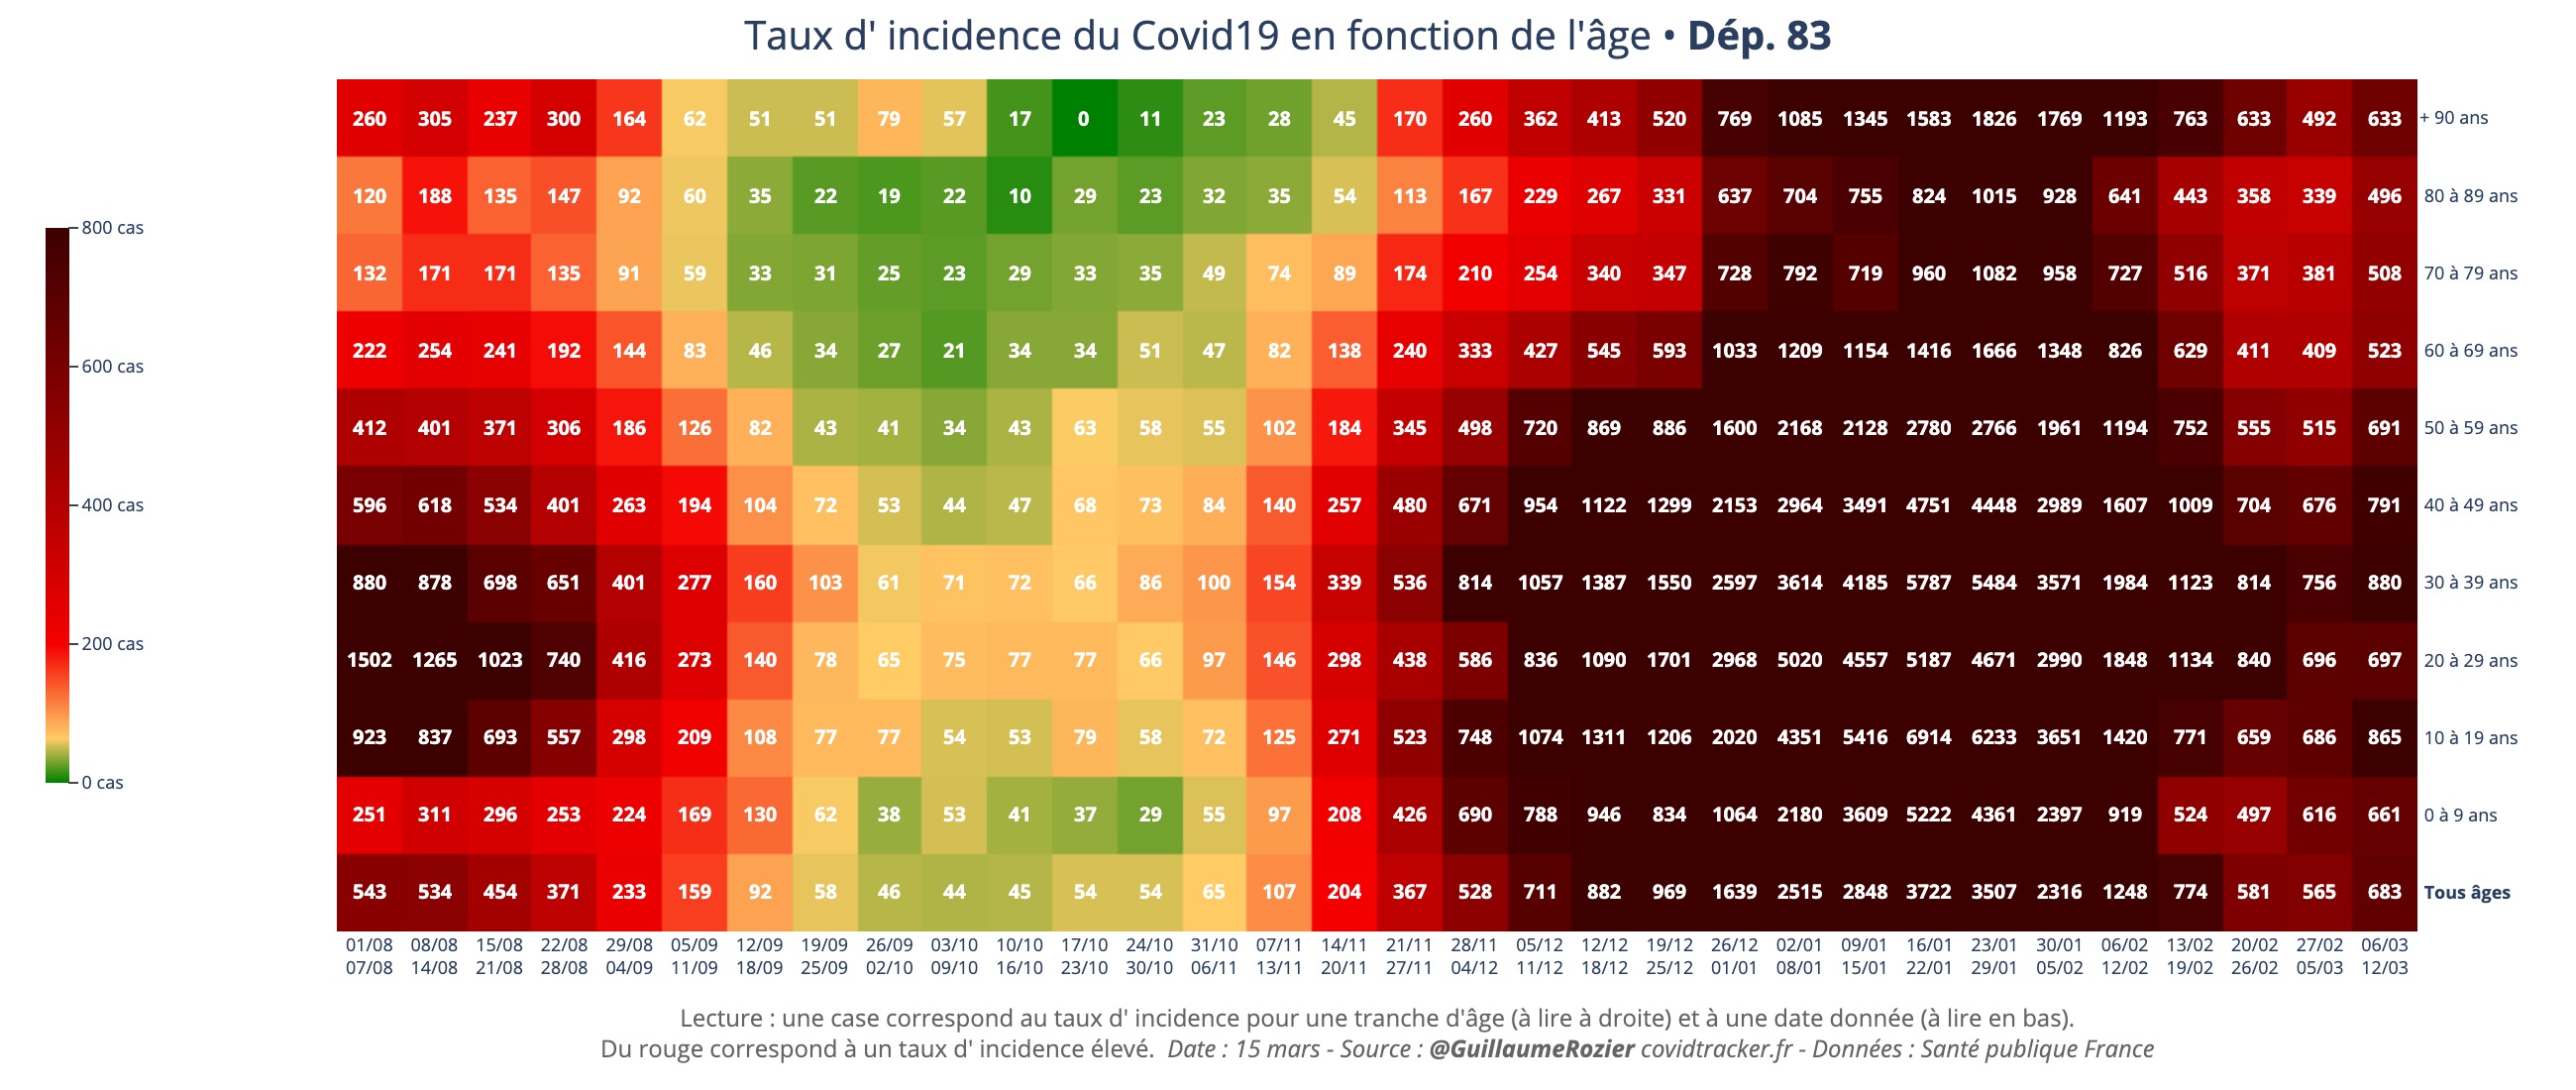 Taux d' incidence du Covid19 en fonction de l'âge • Dép. 83
260 305 237 300 164 62 51 51 79 57 17 0 11 23 28 45 170 260 362 413 520 769 1085 1345 1583 1826 1769 1193 763 633 492 633 + 90 ans
120 188 135 147 92 60 35 22 19 22 10 29 23 32 35 54 113 167 229 267 331 637 704 755 824 1015 928 641 443 358 339 496 80 à 89 ans
800 cas
132 171 171 135 91 59 33 31 25 23 29 33 35 49 74 89 174 210 254 340 347 728 792 719 960 1082 958 727 516 371 381 508 70 à 79 ans
222 254 241 192 144 83 46 34 27 21 34 34 51 47 82 138 240 333 427 545 593 1033 1209 1154 1416 1666 1348 826 629 411 409 523 60 à 69 ans
600 cas
412 401 371 306 186 126 82 43 41 34 43 63 58 55 102 184 345 498 720 869 886 1600 2168 2128 2780 2766 1961 1194 752 555 515 691 50 à 59 ans
400 cas
596 618 534 401 263 194 104 72 53 44 47 68 73 84 140 257 480 671 954 1122 1299 2153 2964 3491 4751 4448 2989 1607 1009 704 676 791 40 à 49 ans
880 878 698 651 401 277 160 103 61 71 72 66 86 100 154 339 536 814 1057 1387 1550 2597 3614 4185 5787 5484 3571 1984 1123 814 756 880 30 à 39 ans
200 cas
1502 1265 1023 740 416 273 140 78 65 75 77 77 66 97 146 298 438 586 836 1090 1701 2968 5020 4557 5187 4671 2990 1848 1134 840 696 697 20 à 29 ans
923 837 693 557 298 209 108 77 77 54 53 79 58 72 125 271 523 748 1074 1311 1206 2020 4351 5416 6914 6233 3651 1420 771 659 686 865 10 à 19 ans
0 cas
251 311 296 253 224 169 130 62 38 53 41 37 29 55 97 208 426 690 788 946 834 1064 2180 3609 5222 4361 2397 919 524 497 616 661 0 à 9 ans
543 534 454 371 233 159 92 58 46 44 45 54 54 65 107 204 367 528 711 882 969 1639 2515 2848 3722 3507 2316 1248 774 581 565 683 Tous âges
01/08 08/08 15/08 22/08 29/08 05/09 12/09 19/09 26/09 03/10 10/10 17/10 24/10 31/10 07/11 14/11 21/11 28/11 05/12 12/12 19/12 26/12 02/01 09/01 16/01 23/01 30/01 06/02 13/02 20/02 27/02 06/03
07/08 14/08 21/08 28/08 04/09 11/09 18/09 25/09 02/10 09/10 16/10 23/10 30/10 06/11 13/11 20/11 27/11 04/12 11/12 18/12 25/12 01/01 08/01 15/01 22/01 29/01 05/02 12/02 19/02 26/02 05/03 12/03
Lecture : une case correspond au taux d' incidence pour une tranche d'âge (à lire à droite) et à une date donnée (à lire en bas).
Du rouge correspond à un taux d' incidence élevé. Date : 15 mars - Source : @GuillaumeRozier covidtracker.fr - Données : Santé publique France